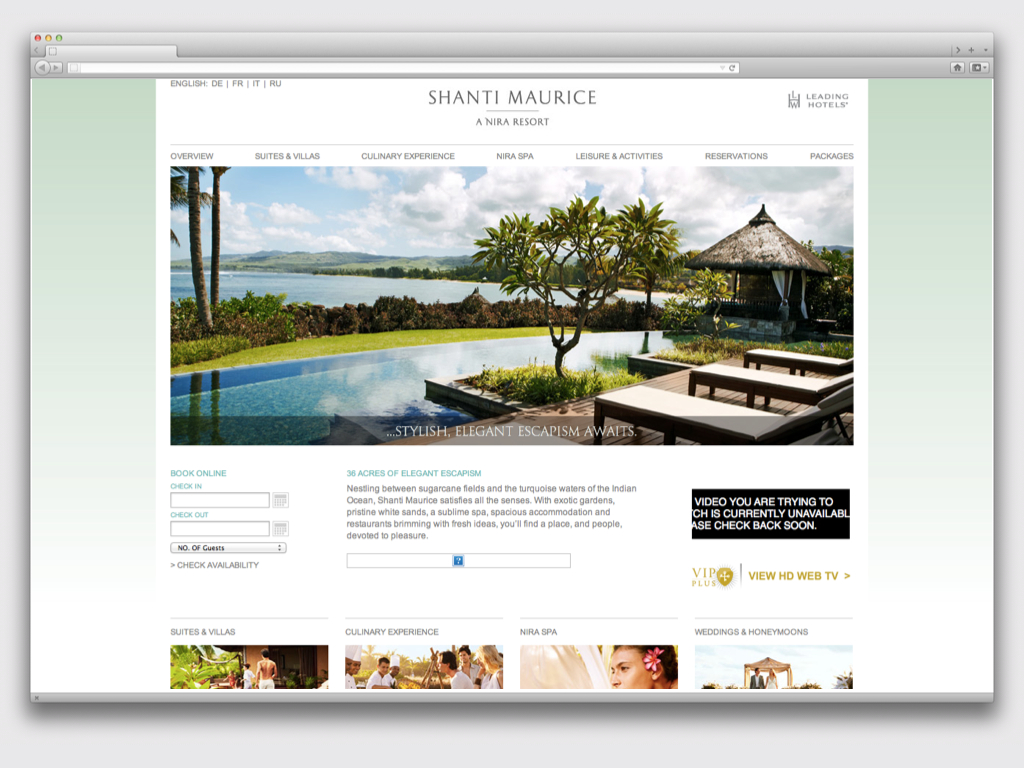 ENGLISH: DE | FR | IT | RU
SHANTI MAURICE
A NIRA RESORT
LEADING
HOTELS®
OVERVIEW SUITES & VILLAS CULINARY EXPERIENCE NIRA SPA LEISURE & ACTIVITIES RESERVATIONS PACKAGES
...STYLISH, ELEGANT ESCAPISM AWAITS.
BOOK ONLINE
CHECK IN
CHECK OUT
NO. OF Guests
> CHECK AVAILABILITY
36 ACRES OF ELEGANT ESCAPISM
Nestling between sugarcane fields and the turquoise waters of the Indian
Ocean, Shanti Maurice satisfies all the senses. With exotic gardens,
pristine white sands, a sublime spa, spacious accommodation and
restaurants brimming with fresh ideas, you'll find a place, and people,
devoted to pleasure.
?
VIDEO YOU ARE TRYING TO
TCH IS CURRENTLY UNAVAILABL
ASE CHECK BACK SOON.
VIP
PLUS
VIEW HD WEB TV >
SUITES & VILLAS
CULINARY EXPERIENCE
NIRA SPA
WEDDINGS & HONEYMOONS